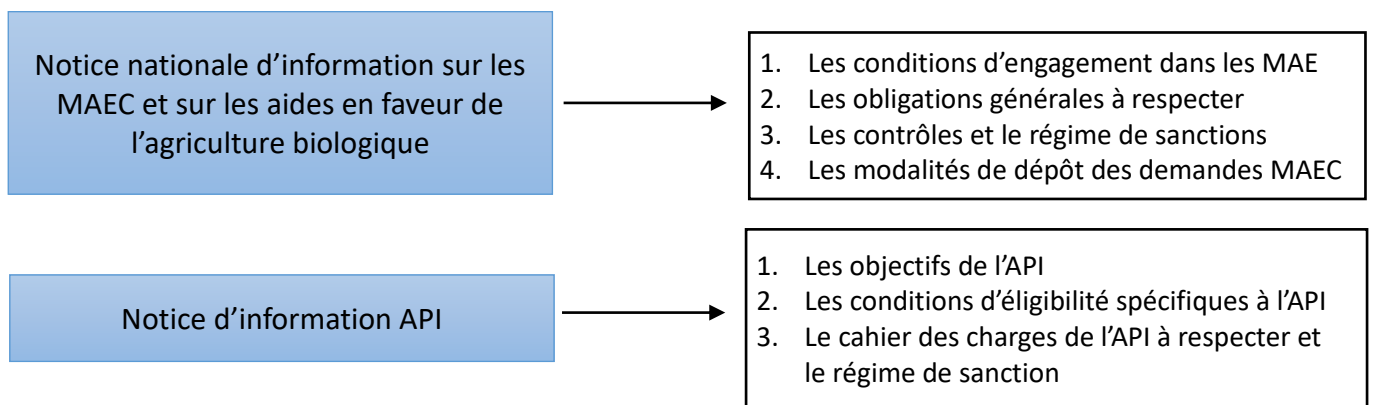 Notice nationale d'information sur les
MAEC et sur les aides en faveur de
l'agriculture biologique
1. Les conditions d'engagement dans les MAE
2. Les obligations générales à respecter
3. Les contrôles et le régime de sanctions
4. Les modalités de dépôt des demandes MAEC
Notice d'information API
1. Les objectifs de l'API
2. Les conditions d'éligibilité spécifiques à l'API
3. Le cahier des charges de l'API à respecter et
le régime de sanction